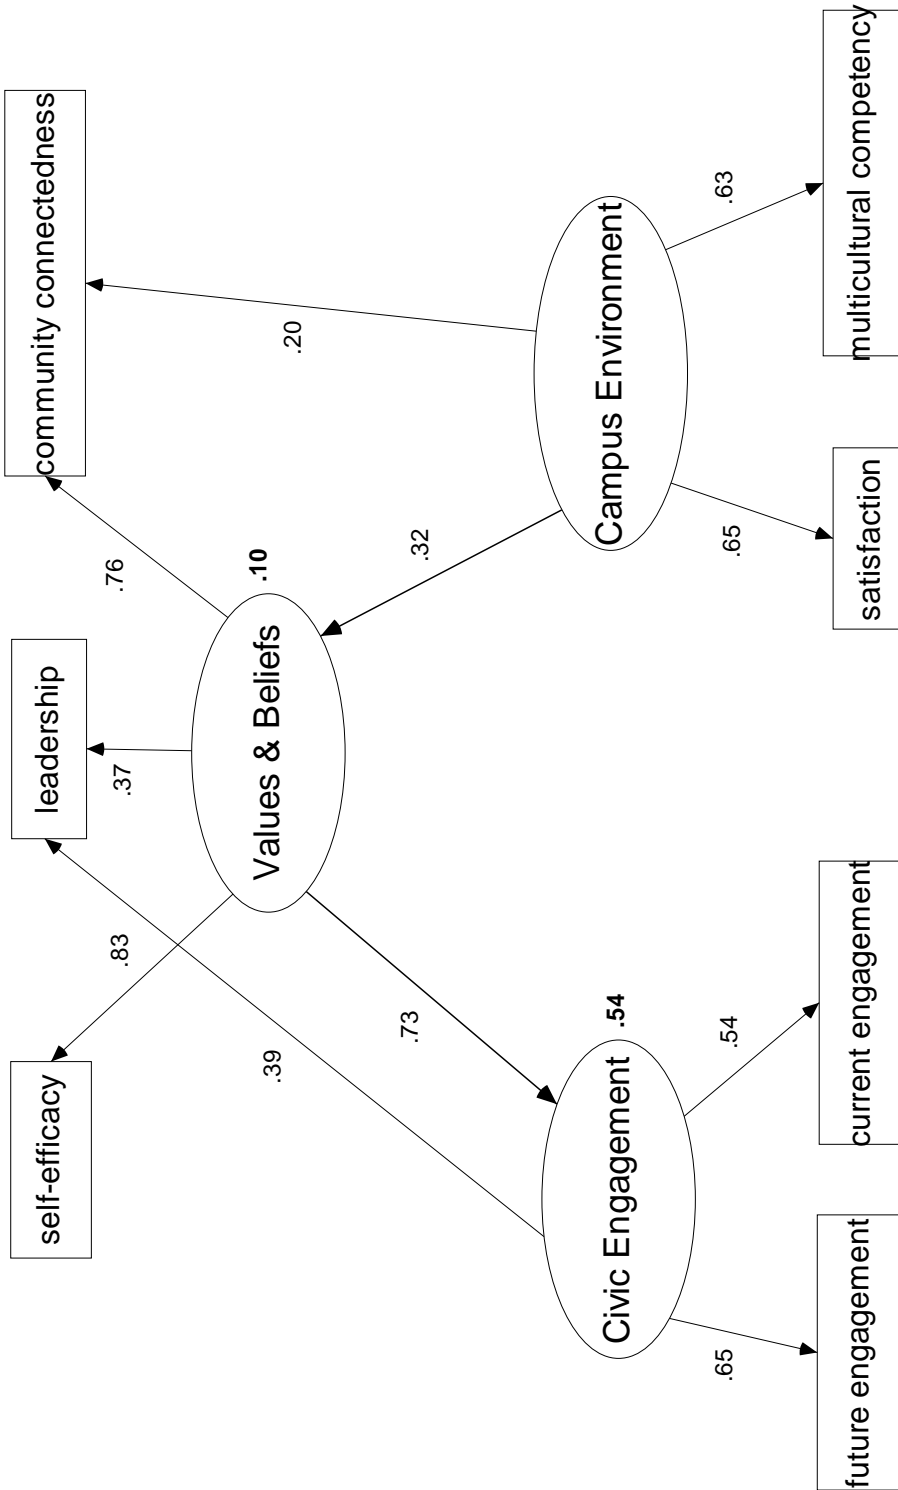 self-efficacy
leadership
community connectedness
.83
.37
.76
.10
Values & Beliefs
.39
.20
.73
.32
.54
Civic Engagement
Campus Environment
.65
.54
.65
.63
future engagement
current engagement
satisfaction
multicultural competency